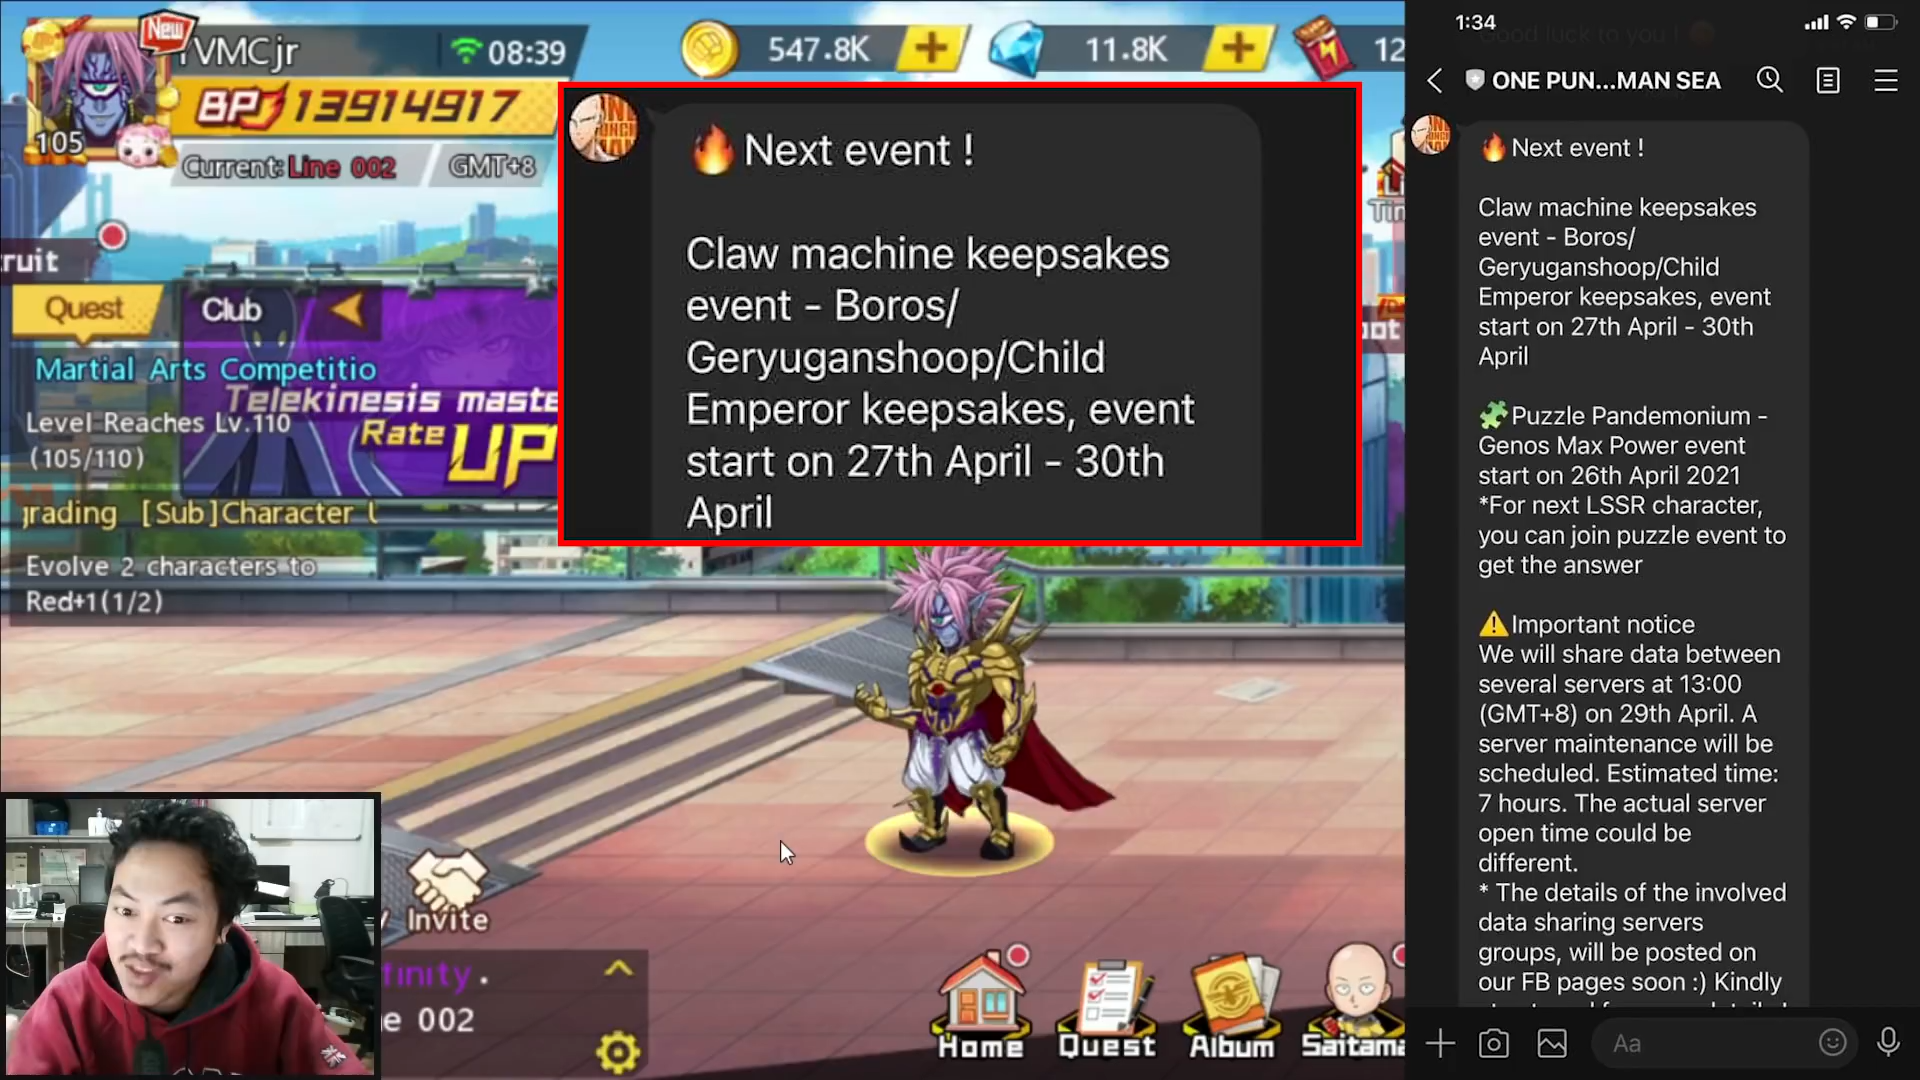 New
VMCjr
08:39
105
BP 13914917
Current: Line 002
GMT+8
547.8K
11.8K
12
ruit
Quest
Club
Martial Arts Competitio
Level Reaches Lv.110
(105/110)
Telekinesis maste
Rate UP
grading [Sub]Character
Evolve 2 characters to
Red+1(1/2)
🔥 Next event !
Claw machine keepsakes
event - Boros/
Geryuganshoop/Child
Emperor keepsakes, event
start on 27th April - 30th
April
Invite
finity.
e 002
Home
Quest
Album
Saitama
1:34
Good luck to you !
ONE PUN...MAN SEA
🔥 Next event !
Claw machine keepsakes
event - Boros/
Geryuganshoop/Child
Emperor keepsakes, event
start on 27th April - 30th
April
🧩Puzzle Pandemonium -
Genos Max Power event
start on 26th April 2021
*For next LSSR character,
you can join puzzle event to
get the answer
⚠️Important notice
We will share data between
several servers at 13:00
(GMT+8) on 29th April. A
server maintenance will be
scheduled. Estimated time:
7 hours. The actual server
open time could be
different.
* The details of the involved
data sharing servers
groups, will be posted on
our FB pages soon :) Kindly
Aa